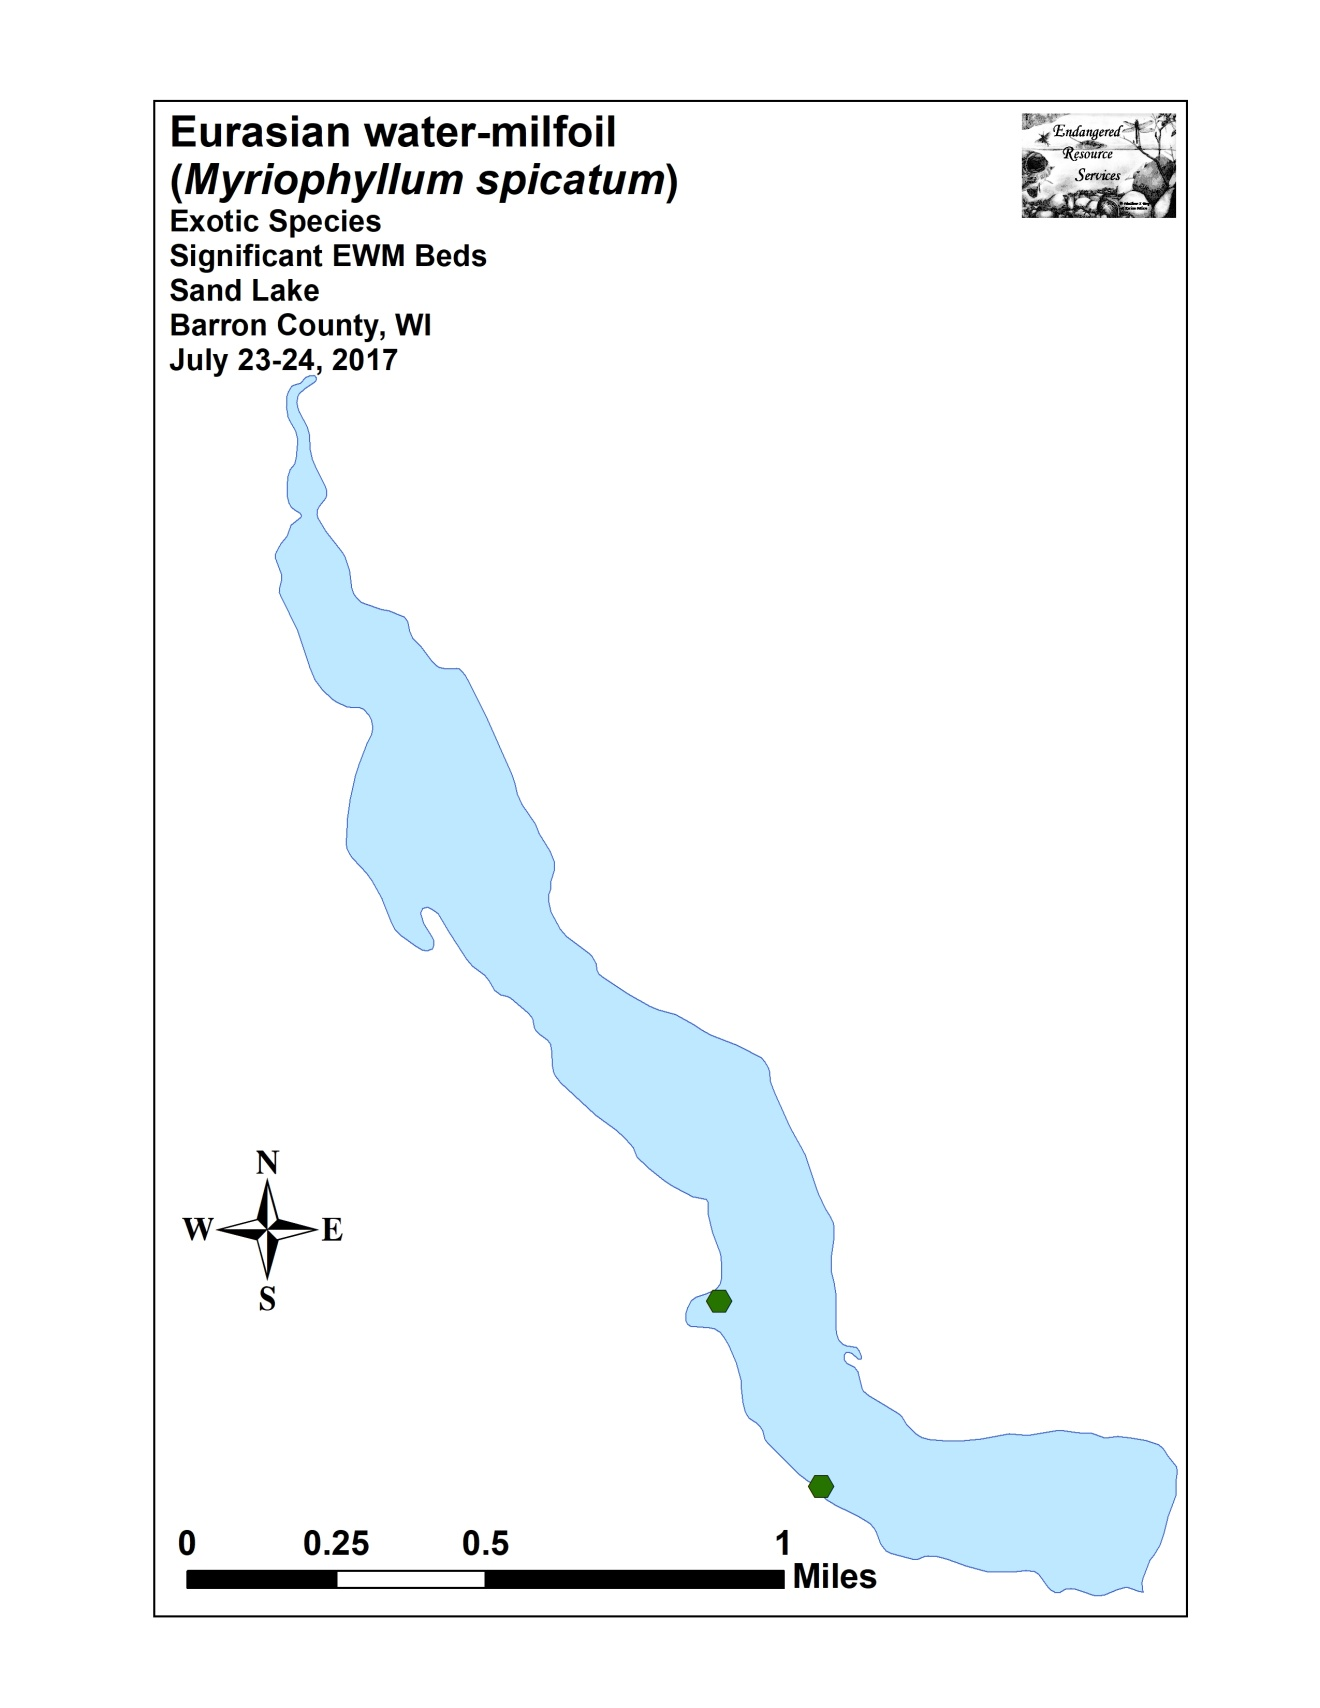 Eurasian water-milfoil
(Myriophyllum spicatum)
Exotic Species
Significant EWM Beds
Sand Lake
Barron County, WI
July 23-24, 2017
Endangered
Resource
Services
N
W E
S
0 0.25 0.5 1
Miles